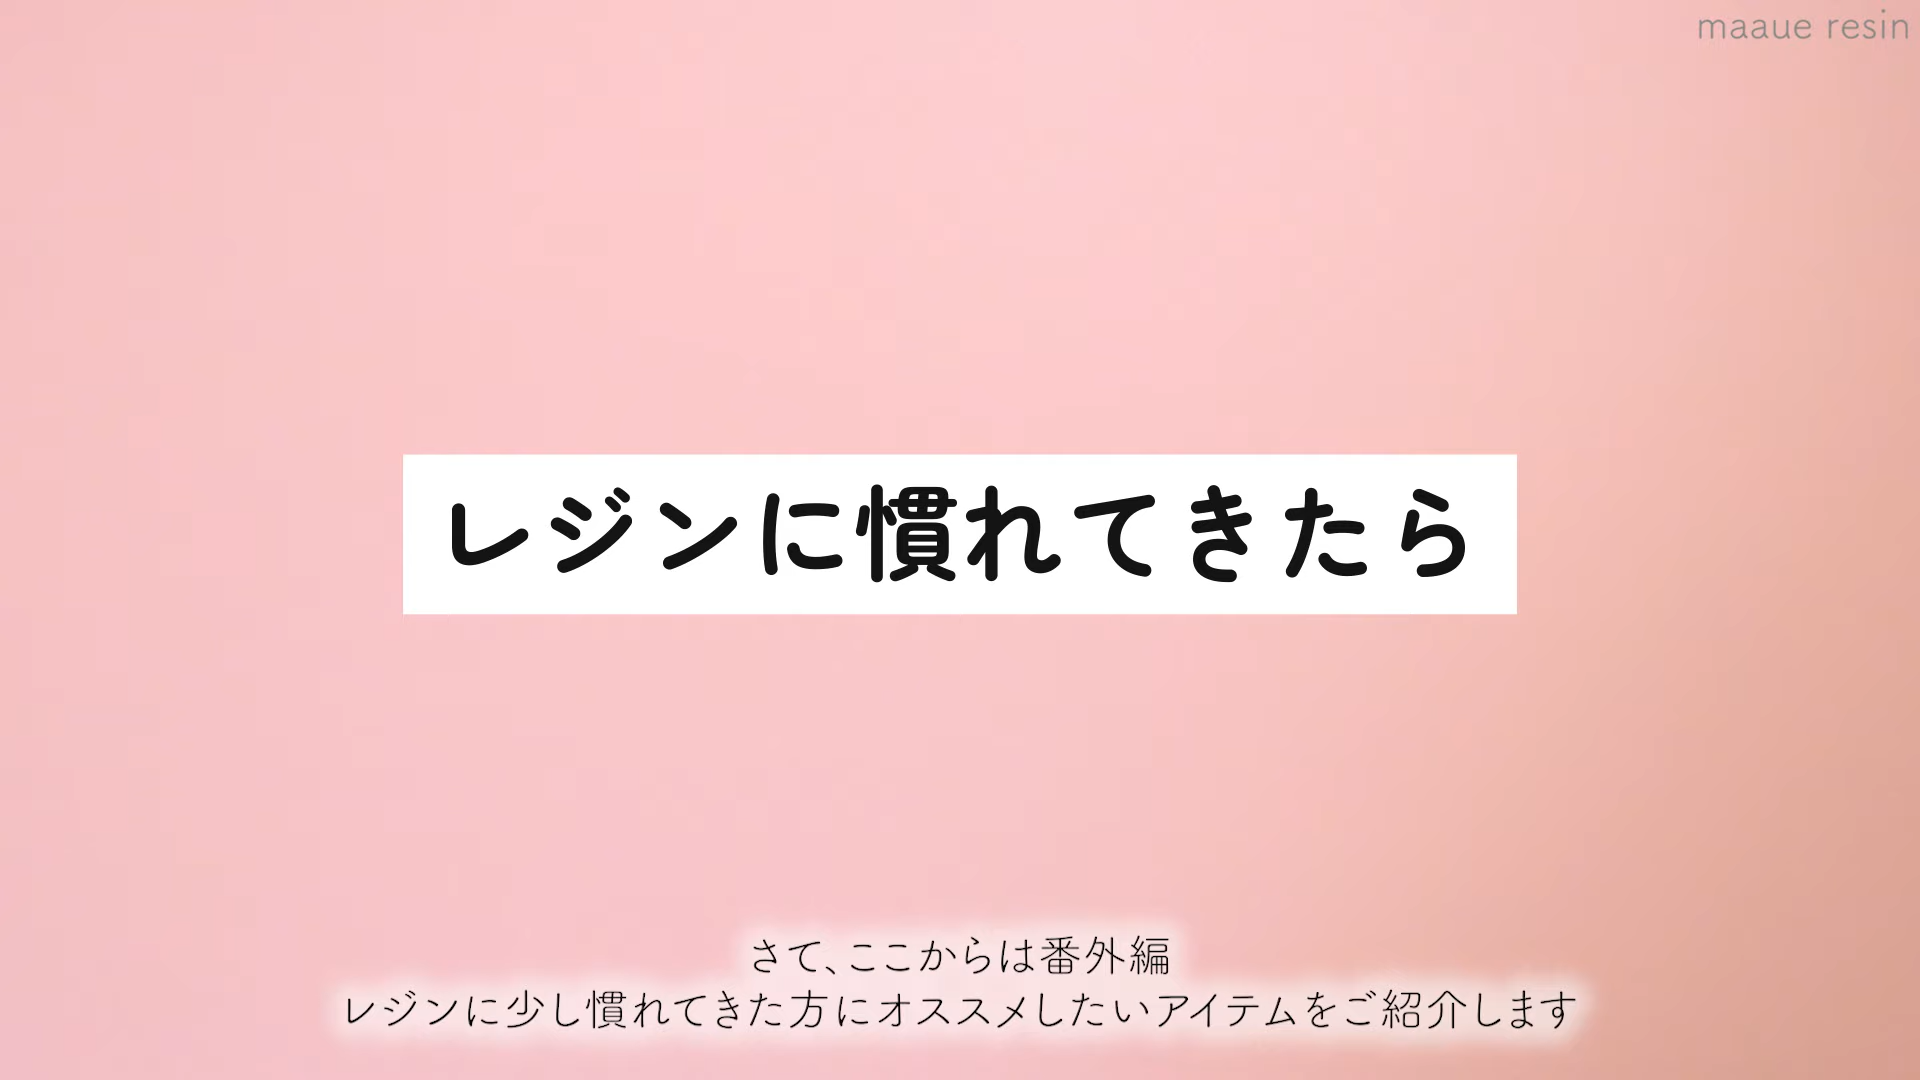 maaue resin
レジンに慣れてきたら
さて、ここからは番外編
レジンに少し慣れてきた方にオススメしたいアイテムをご紹介します